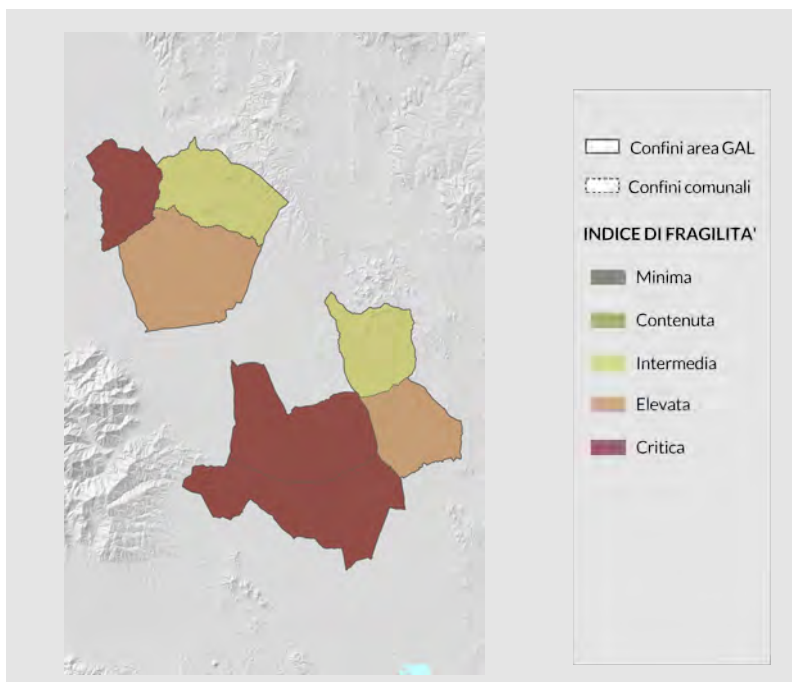 Confini area GAL
Confini comunali
INDICE DI FRAGILITA'
Minima
Contenuta
Intermedia
Elevata
Critica